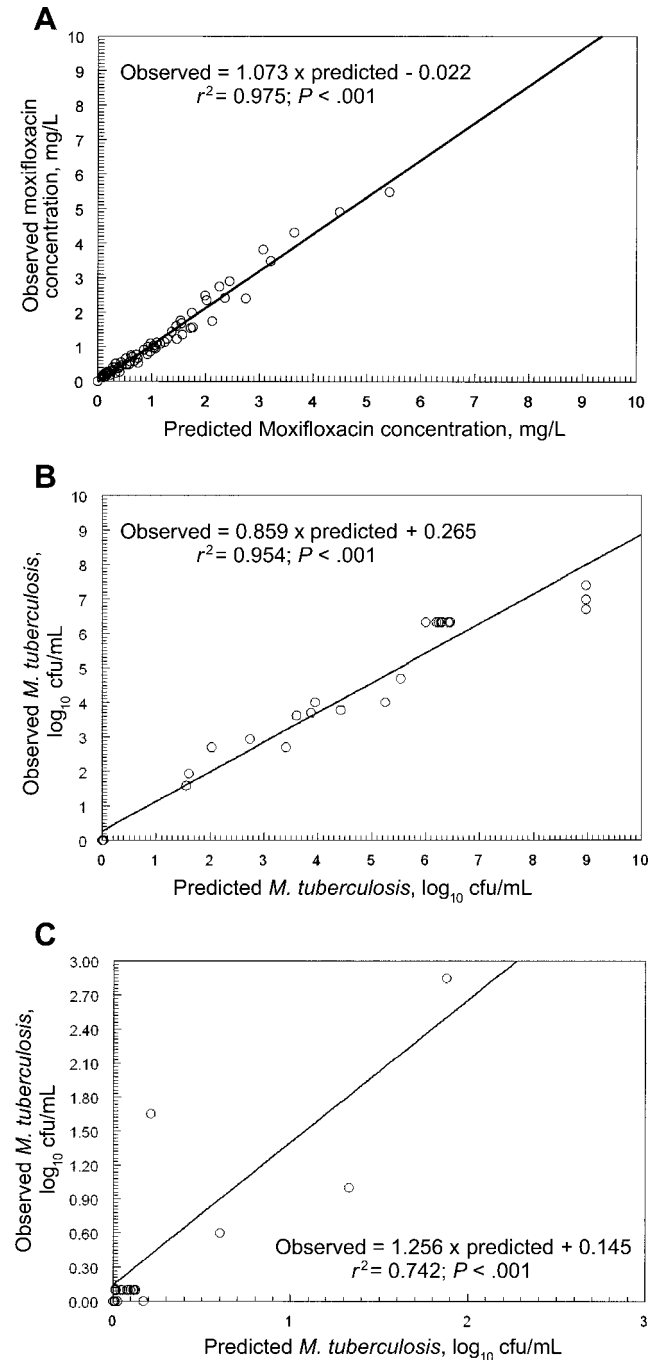 A
10
9
8
7
6
5
4
3
2
1
0
Observed moxifloxacin
concentration, mg/L
Observed = 1.073 x predicted - 0.022
r² = 0.975; P < .001
0 1 2 3 4 5 6 7 8 9 10
Predicted Moxifloxacin concentration, mg/L
B
10
9
8
7
6
5
4
3
2
1
0
Observed M. tuberculosis,
log₁₀ cfu/mL
Observed = 0.859 x predicted + 0.265
r² = 0.954; P < .001
0 1 2 3 4 5 6 7 8 9 10
Predicted M. tuberculosis, log₁₀ cfu/mL
C
3.00
2.70
2.40
2.10
1.80
1.50
1.20
0.90
0.60
0.30
0.00
Observed M. tuberculosis,
log₁₀ cfu/mL
Observed = 1.256 x predicted + 0.145
r² = 0.742; P < .001
0 1 2 3
Predicted M. tuberculosis, log₁₀ cfu/mL